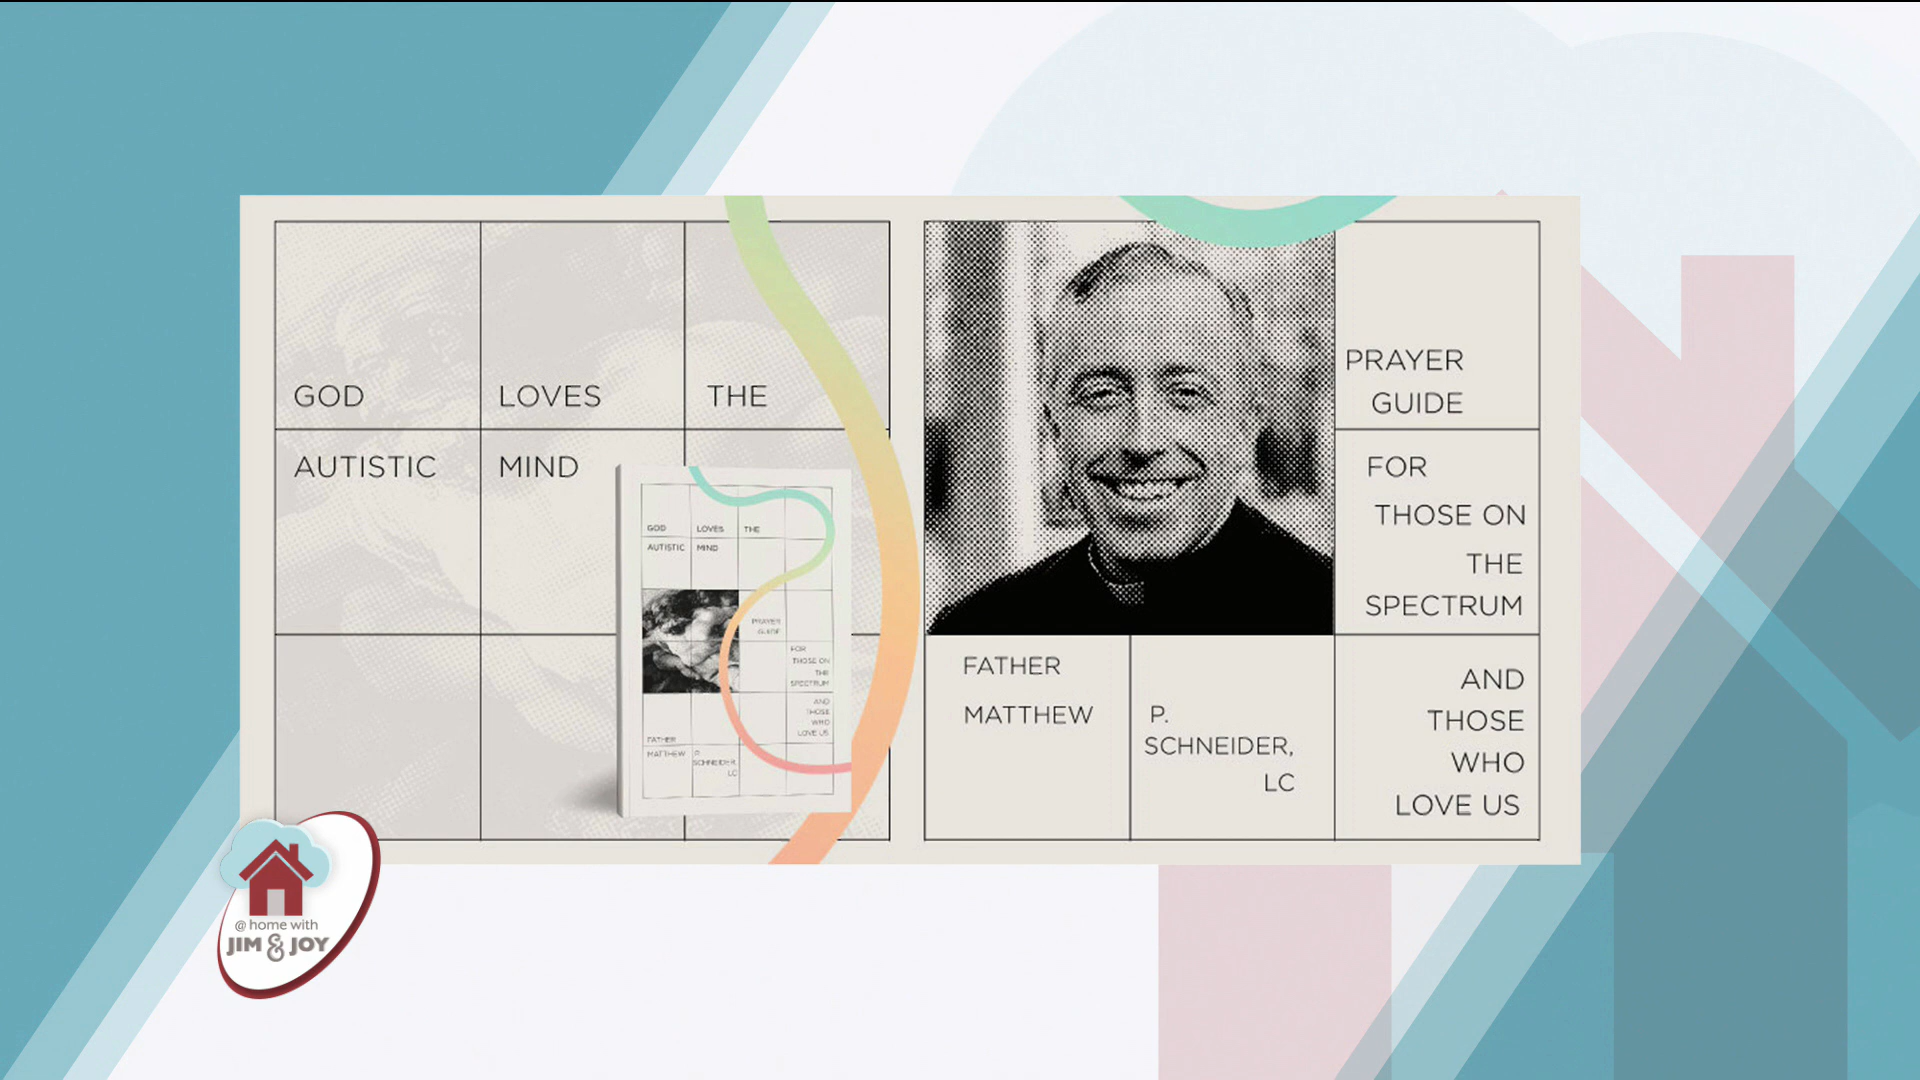 GOD LOVES THE
AUTISTIC MIND
GOD LOVES THE
AUTISTIC MIND
PRAYER
GUIDE
FOR
THOSE ON
THE
SPECTRUM
AND
THOSE
WHO
LOVE US
FATHER
MATTHEW P.
SCHNEIDER,
LC
PRAYER
GUIDE
FOR
THOSE ON
THE
SPECTRUM
AND
THOSE
WHO
LOVE US
FATHER
MATTHEW
P.
SCHNEIDER,
LC
@ home with
JIM & JOY